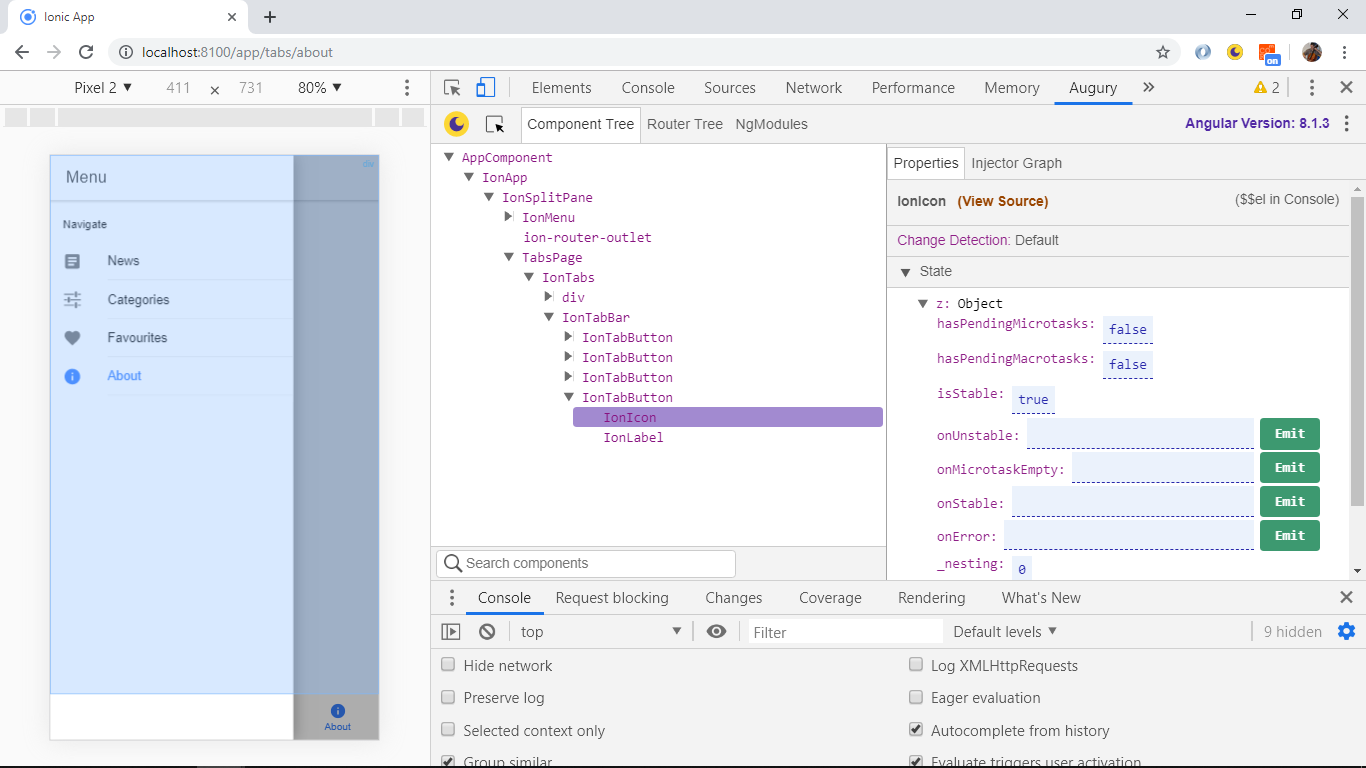 Ionic App
localhost:8100/app/tabs/about
Pixel 2 411 × 731 80%
Elements Console Sources Network Performance Memory Augury » 2
Component Tree Router Tree NgModules Angular Version: 8.1.3
div
Menu
Navigate
News
Categories
Favourites
About
About
AppComponent
IonApp
IonSplitPane
IonMenu
ion-router-outlet
TabsPage
IonTabs
div
IonTabBar
IonTabButton
IonTabButton
IonTabButton
IonTabButton
IonIcon
IonLabel
Search components
Properties Injector Graph
IonIcon (View Source) ($$el in Console)
Change Detection: Default
State
z: Object
hasPendingMicrotasks: false
hasPendingMacrotasks: false
isStable: true
onUnstable: Emit
onMicrotaskEmpty: Emit
onStable: Emit
onError: Emit
_nesting: 0
Console Request blocking Changes Coverage Rendering What's New
top Filter Default levels 9 hidden
Hide network Log XMLHttpRequests
Preserve log Eager evaluation
Selected context only Autocomplete from history
Group similar Evaluate triggers user activation
on